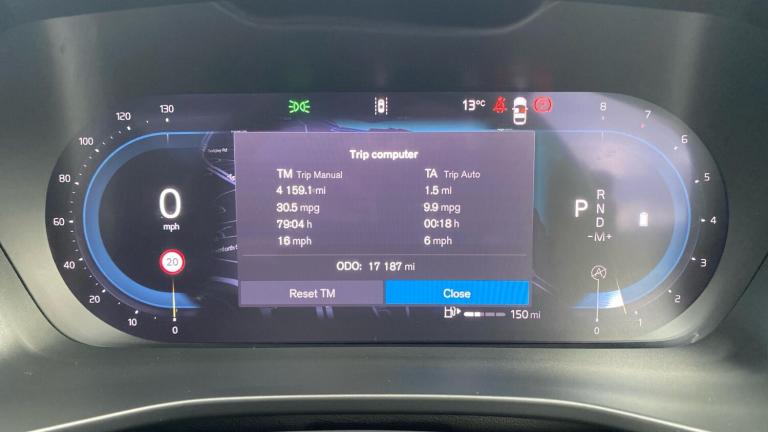 13°C
Trip computer
TM Trip Manual
4 159.1 mi
30.5 mpg
79:04 h
16 mph
TA Trip Auto
1.5 mi
9.9 mpg
00:18 h
6 mph
ODO: 17 187 mi
Reset TM
Close
130
120
100
80
60
40
20
10
0
0
mph
20
P
R
N
D
-M+
A
8
7
6
5
4
3
2
1
0
150 mi